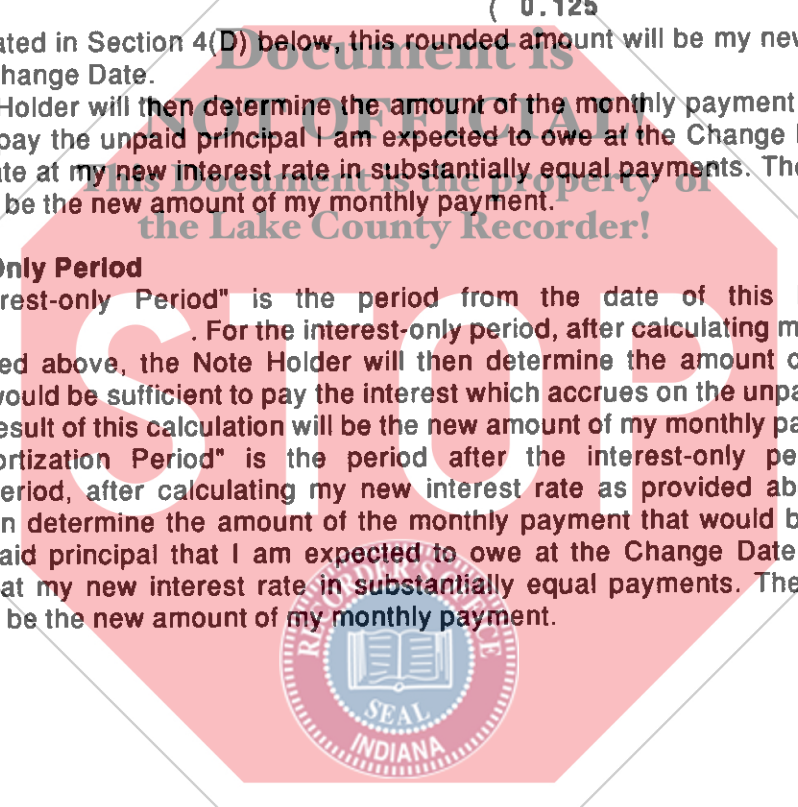 ( 0.125
ated in Section 4(D) below, this rounded amount will be my new
Change Date.
Document is
Holder will then determine the amount of the monthly payment
NOT OFFICIAL!
pay the unpaid principal I am expected to owe at the Change
ate at my new interest rate in substantially equal payments. The
This Document is the property of
be the new amount of my monthly payment.
the Lake County Recorder!
Only Period
rest-only Period" is the period from the date of this
. For the interest-only period, after calculating m
ed above, the Note Holder will then determine the amount o
would be sufficient to pay the interest which accrues on the unpa
esult of this calculation will be the new amount of my monthly pa
STOP
ortization Period" is the period after the interest-only pe
eriod, after calculating my new interest rate as provided ab
n determine the amount of the monthly payment that would b
aid principal that I am expected to owe at the Change Date
at my new interest rate in substantially equal payments. The
be the new amount of my monthly payment.
RECORDER'S OFFICE
SEAL
INDIANA